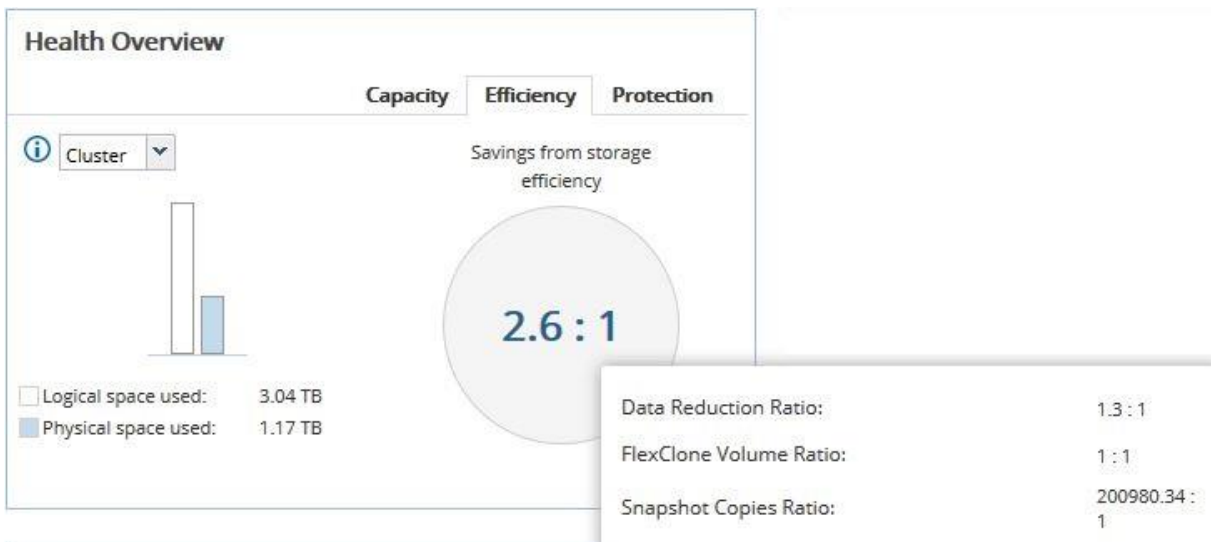 Health Overview
Capacity Efficiency Protection
Cluster
Savings from storage
efficiency
2.6 : 1
Logical space used: 3.04 TB
Physical space used: 1.17 TB
Data Reduction Ratio: 1.3 : 1
FlexClone Volume Ratio: 1 : 1
Snapshot Copies Ratio: 200980.34 :
1